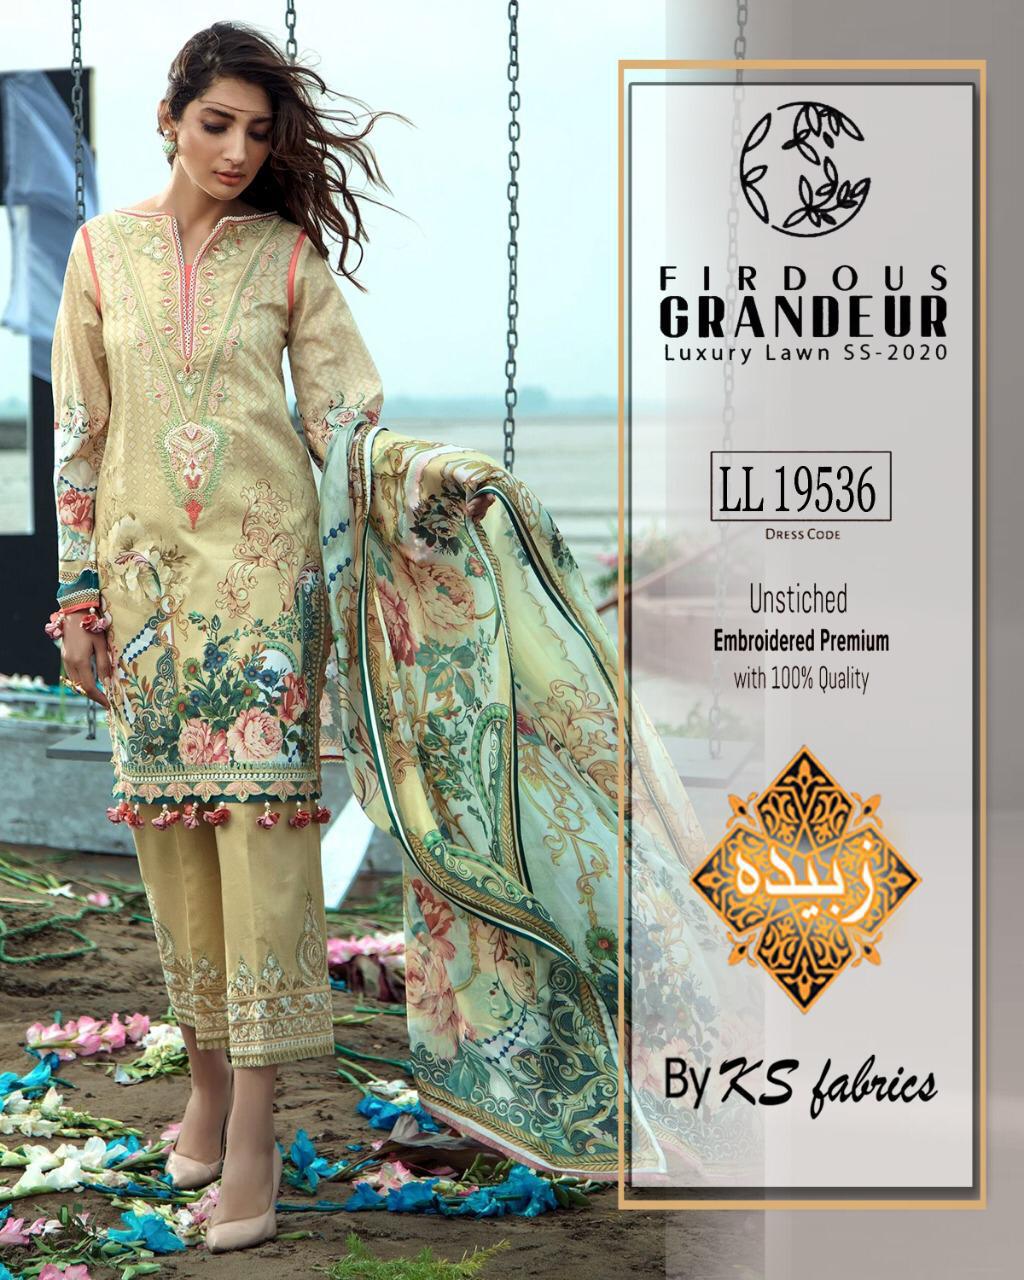 FIRDOUS
GRANDEUR
Luxury Lawn SS-2020
LL 19536
DRESS CODE
Unstiched
Embroidered Premium
with 100% Quality
زبیدہ
By KS fabrics